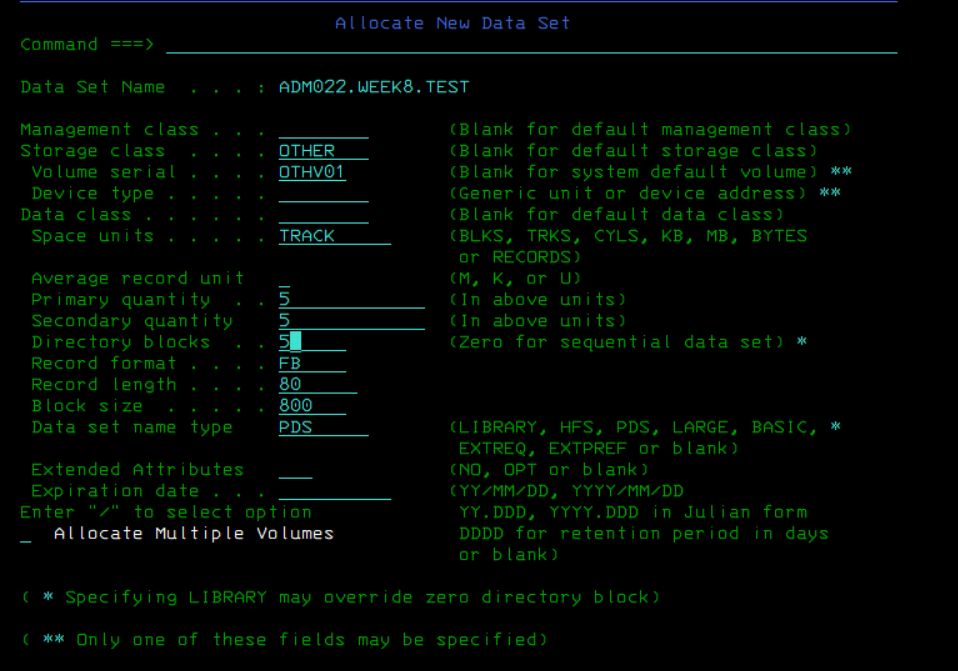 Allocate New Data Set
Command ===>
Data Set Name . . . : ADM022.WEEK8.TEST
Management class . . . (Blank for default management class)
Storage class . . . . OTHER (Blank for default storage class)
Volume serial . . . . OTHV01 (Blank for system default volume) **
Device type . . . . . (Generic unit or device address) **
Data class . . . . . . (Blank for default data class)
Space units . . . . . TRACK (BLKS, TRKS, CYLS, KB, MB, BYTES
or RECORDS)
Average record unit (M, K, or U)
Primary quantity . . 5 (In above units)
Secondary quantity 5 (In above units)
Directory blocks . . 5 (Zero for sequential data set) *
Record format . . . . FB
Record length . . . . 80
Block size . . . . . 800
Data set name type PDS (LIBRARY, HFS, PDS, LARGE, BASIC, *
EXTREQ, EXTPREF or blank)
Extended Attributes (NO, OPT or blank)
Expiration date . . . (YY/MM/DD, YYYY/MM/DD
Enter "/" to select option YY.DDD, YYYY.DDD in Julian form
_ Allocate Multiple Volumes DDDD for retention period in days
or blank)
( * Specifying LIBRARY may override zero directory block)
( ** Only one of these fields may be specified)